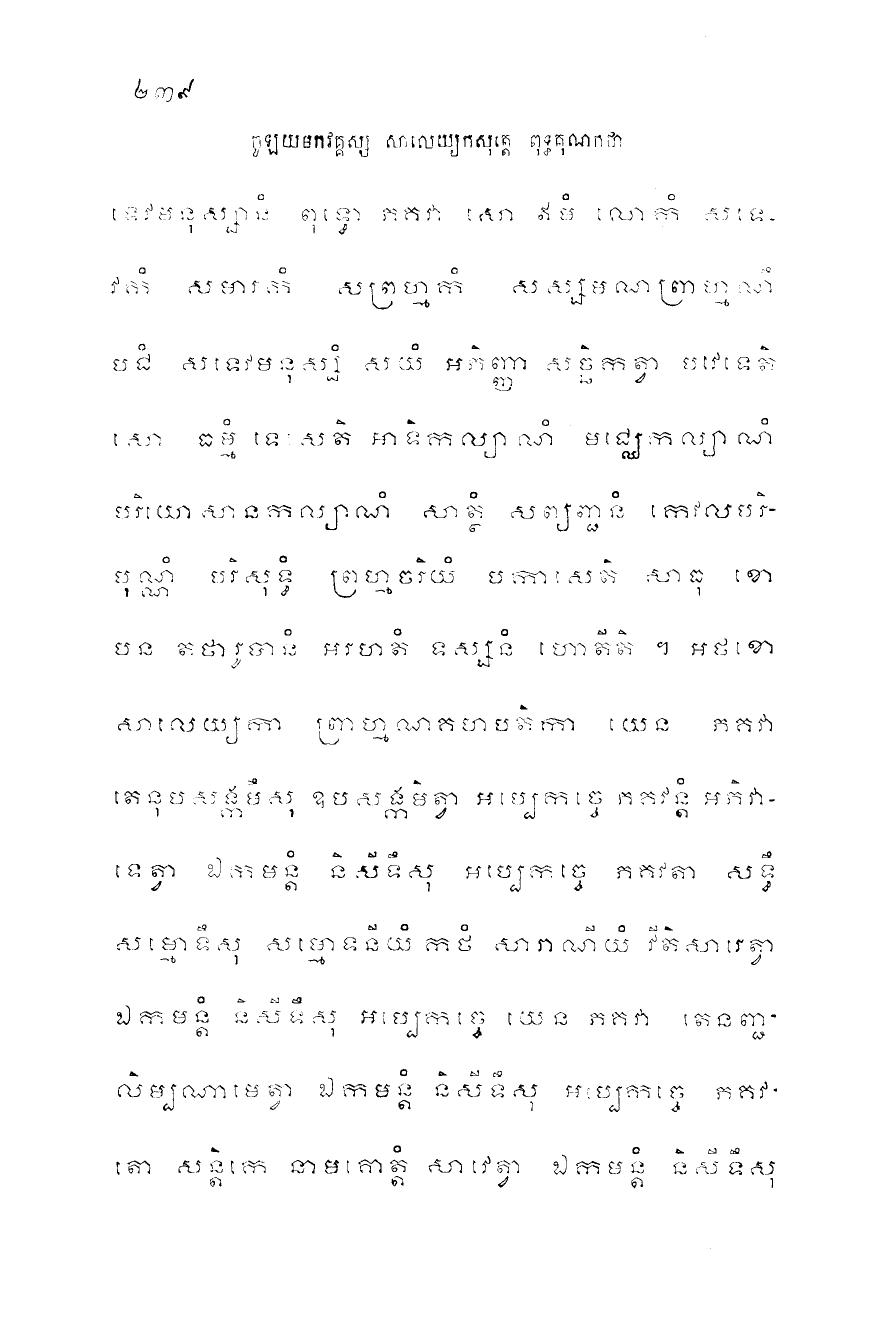 ២៣៩
ចូឡយមកវគ្គស្ស សាលេយ្យកសុត្តេ ពុទ្ធគុណកថា
ទេវមនុស្សានំ ពុទ្ធោ ភគវា សោ ឥមំ លោកំ សទេ-
វកំ សមារកំ សព្រហ្មកំ សស្សមណព្រាហ្មណឹ
បជំ សទេវមនុស្សំ សយំ អភិញ្ញា សច្ឆិកត្វា បវេទេតិ
សោ ធម្មំ ទេសេតិ អាទិកល្យាណំ មជ្ឈេកល្យាណំ
បរិយោសានកល្យាណំ សាត្ថំ សព្យញ្ជនំ កេវលបរិ-
បុណ្ណំ បរិសុទ្ធំ ព្រហ្មចរិយំ បកាសេតិ សាធុ ខោ
បន តថារូបានំ អរហតំ ទស្សនំ ហោតីតិ ។ អថខោ
សាលេយ្យកា ព្រាហ្មណគហបតិកា យេន ភគវា
តេនុបសង្កមឹសុ ឧបសង្កមិត្វា អប្បេកច្ចេ ភគវន្តំ អភិវា-
ទេត្វា ឯកមន្តំ និសីទឹសុ អប្បេកច្ចេ ភគវតា សទ្ធឹ
សម្មោទឹសុ សម្មោទនីយំ កថំ សារាណីយំ វីតិសារេត្វា
ឯកមន្តំ និសីទឹសុ អប្បេកច្ចេ យេន ភគវា តេនញ្ជ-
លិម្បណាមេត្វា ឯកមន្តំ និសីទឹសុ អប្បេកច្ចេ ភគវ-
តោ សន្តិកេ នាមគោត្តំ សាវេត្វា ឯកមន្តំ និសីទឹសុ